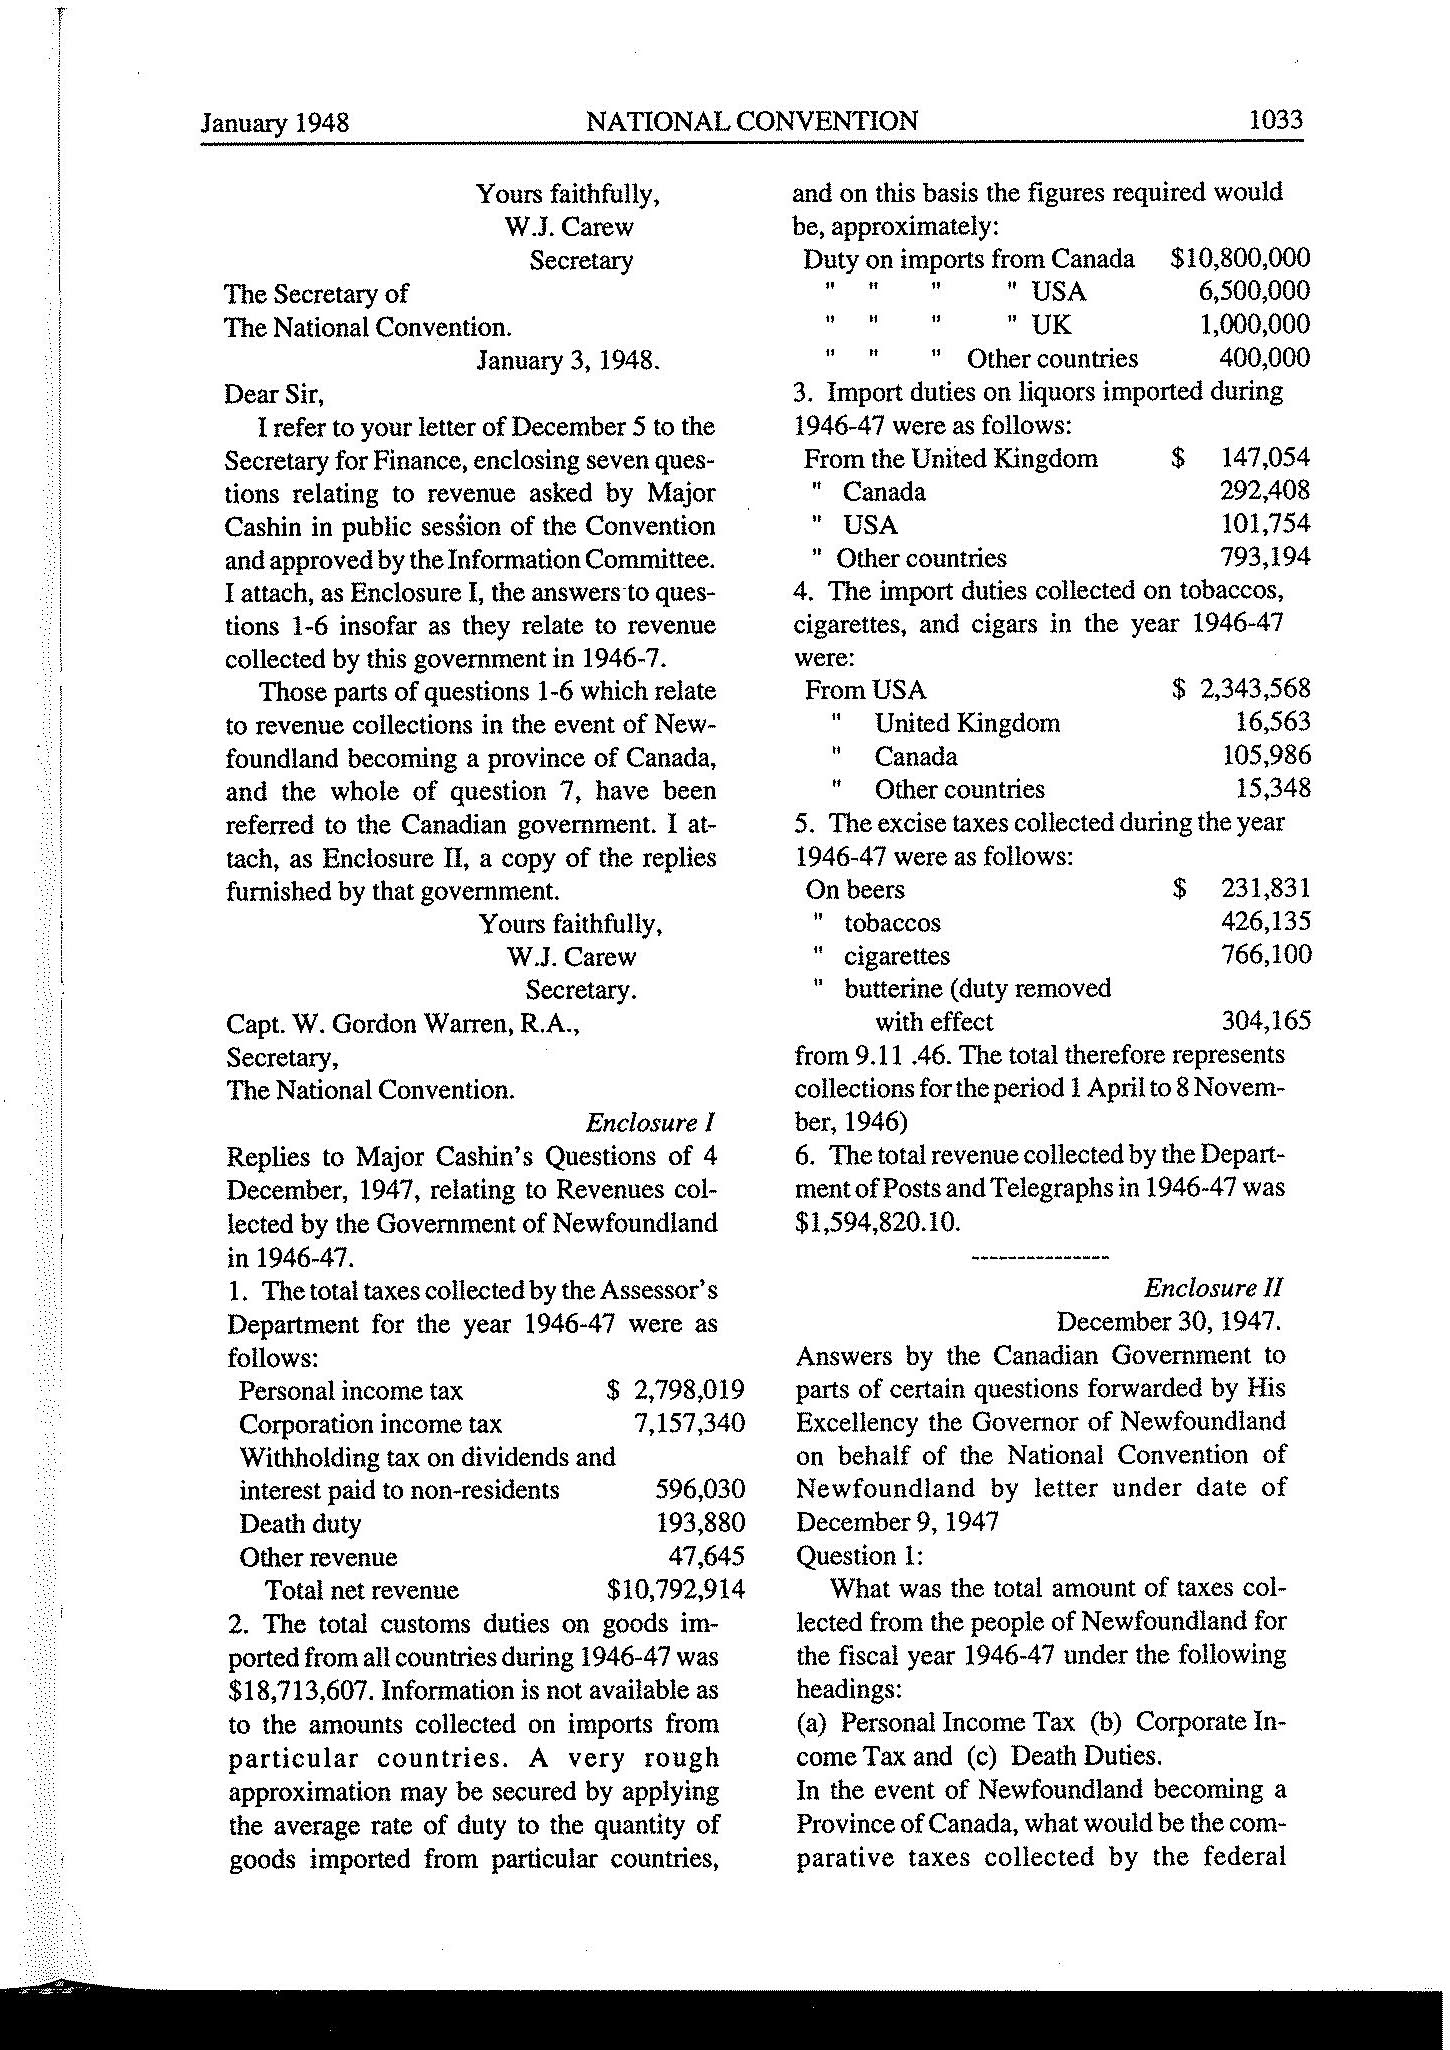 January 1948 NATIONAL CONVENTION 1033
Yours faithfully,
W.J. Carew
Secretary
The Secretary of
The National Convention.
January 3, 1948.
Dear Sir,
I refer to your letter of December 5 to the
Secretary for Finance, enclosing seven ques-
tions relating to revenue asked by Major
Cashin in public session of the Convention
and approved by the Information Committee.
I attach, as Enclosure I, the answers to ques-
tions 1-6 insofar as they relate to revenue
collected by this government in 1946-7.
Those parts of questions 1-6 which relate
to revenue collections in the event of New-
foundland becoming a province of Canada,
and the whole of question 7, have been
referred to the Canadian government. I at-
tach, as Enclosure II, a copy of the replies
furnished by that government.
Yours faithfully,
W.J. Carew
Secretary.
Capt. W. Gordon Warren, R.A.,
Secretary,
The National Convention.
Enclosure I
Replies to Major Cashin's Questions of 4
December, 1947, relating to Revenues col-
lected by the Government of Newfoundland
in 1946-47.
1. The total taxes collected by the Assessor's
Department for the year 1946-47 were as
follows:
Personal income tax $ 2,798,019
Corporation income tax 7,157,340
Withholding tax on dividends and
interest paid to non-residents 596,030
Death duty 193,880
Other revenue 47,645
Total net revenue $10,792,914
2. The total customs duties on goods im-
ported from all countries during 1946-47 was
$18,713,607. Information is not available as
to the amounts collected on imports from
particular countries. A very rough
approximation may be secured by applying
the average rate of duty to the quantity of
goods imported from particular countries,
and on this basis the figures required would
be, approximately:
Duty on imports from Canada $10,800,000
" " " " USA 6,500,000
" " " " UK 1,000,000
" " " Other countries 400,000
3. Import duties on liquors imported during
1946-47 were as follows:
From the United Kingdom $ 147,054
" Canada 292,408
" USA 101,754
" Other countries 793,194
4. The import duties collected on tobaccos,
cigarettes, and cigars in the year 1946-47
were:
From USA $ 2,343,568
" United Kingdom 16,563
" Canada 105,986
" Other countries 15,348
5. The excise taxes collected during the year
1946-47 were as follows:
On beers $ 231,831
" tobaccos 426,135
" cigarettes 766,100
" butterine (duty removed
with effect 304,165
from 9.11 .46. The total therefore represents
collections for the period 1 April to 8 Novem-
ber, 1946)
6. The total revenue collected by the Depart-
ment of Posts and Telegraphs in 1946-47 was
$1,594,820.10.
---------------
Enclosure II
December 30, 1947.
Answers by the Canadian Government to
parts of certain questions forwarded by His
Excellency the Governor of Newfoundland
on behalf of the National Convention of
Newfoundland by letter under date of
December 9, 1947
Question 1:
What was the total amount of taxes col-
lected from the people of Newfoundland for
the fiscal year 1946-47 under the following
headings:
(a) Personal Income Tax (b) Corporate In-
come Tax and (c) Death Duties.
In the event of Newfoundland becoming a
Province of Canada, what would be the com-
parative taxes collected by the federal